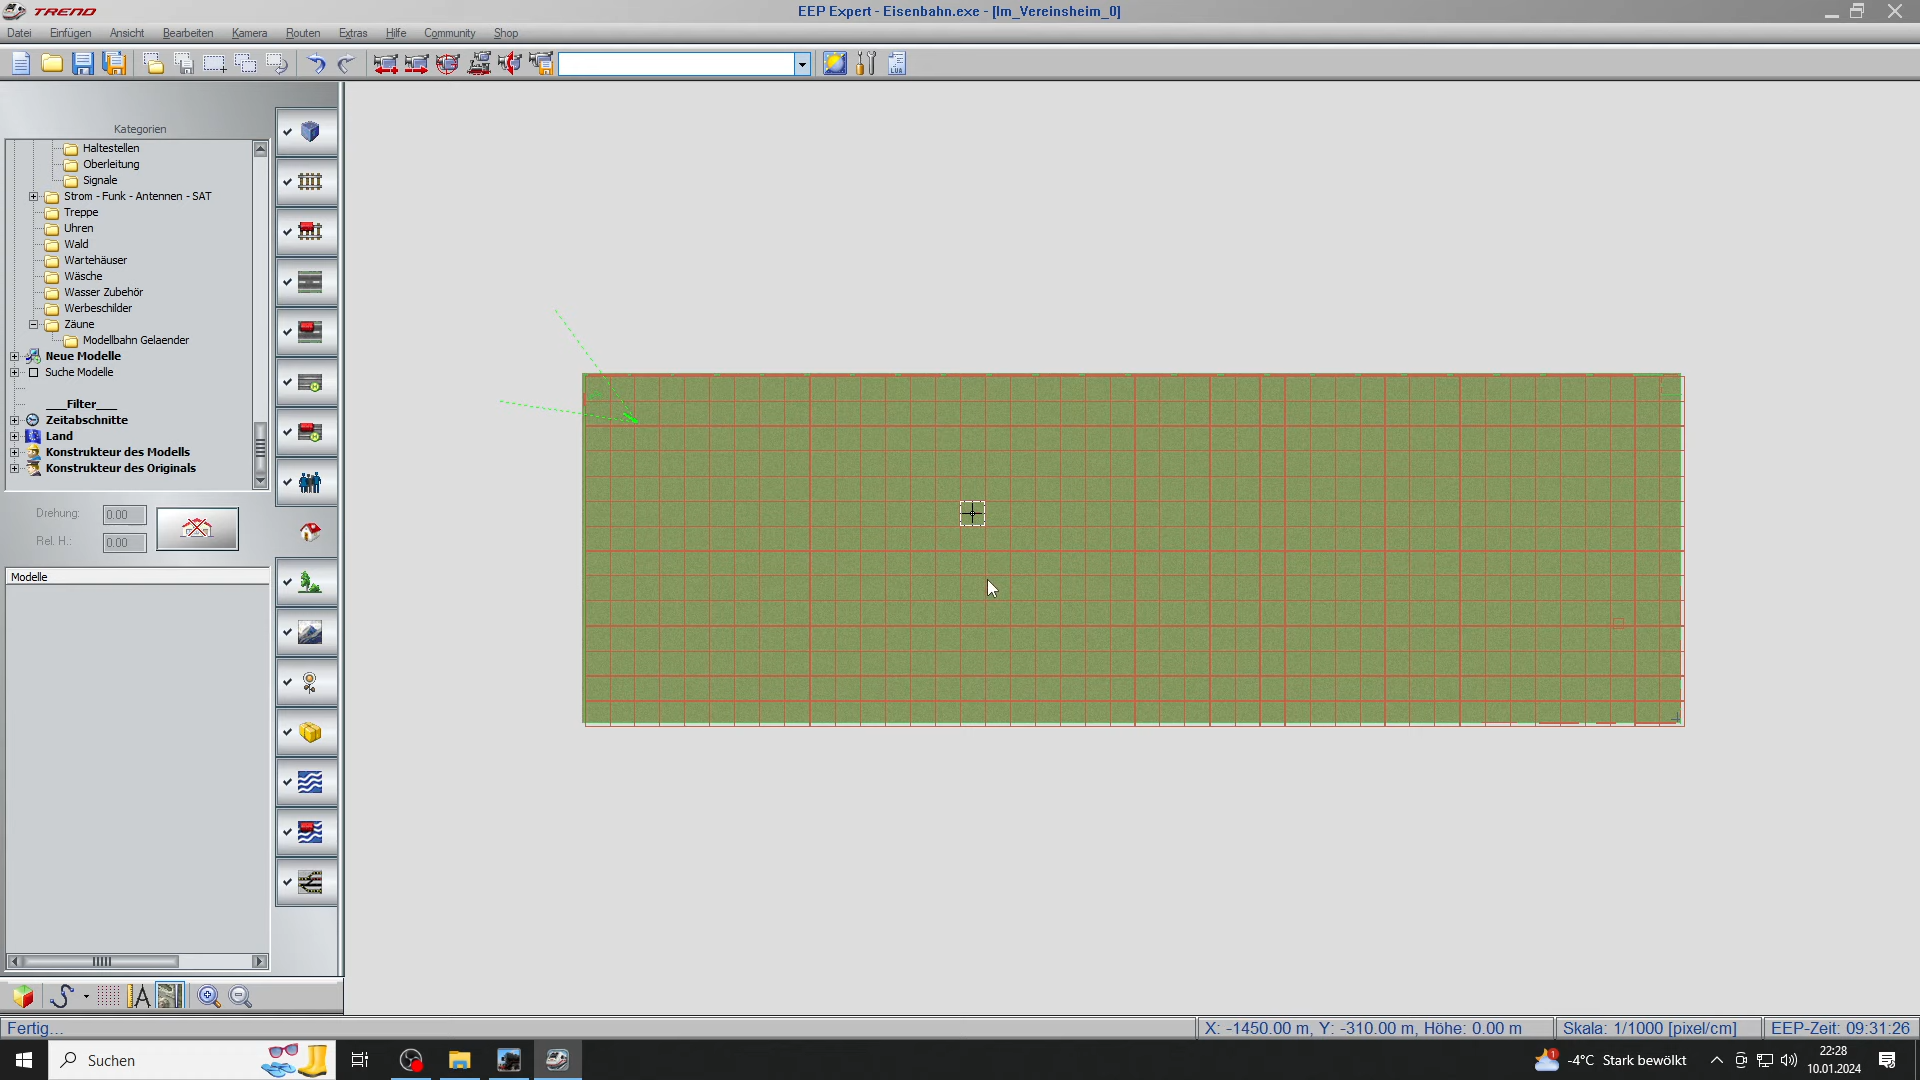 TREND
EEP Expert - Eisenbahn.exe - [Im_Vereinsheim_0]
Datei Einfügen Ansicht Bearbeiten Kamera Routen Extras Hilfe Community Shop
LUA
Kategorien
Haltestellen
Oberleitung
Signale
Strom - Funk - Antennen - SAT
Treppe
Uhren
Wald
Wartehäuser
Wäsche
Wasser Zubehör
Werbeschilder
Zäune
Modellbahn Gelaender
Neue Modelle
Suche Modelle
___Filter___
Zeitabschnitte
Land
Konstrukteur des Modells
Konstrukteur des Originals
Drehung: 0.00
Rel. H.: 0.00
Modelle
Fertig...
X: -1450.00 m, Y: -310.00 m, Höhe: 0.00 m
Skala: 1/1000 [pixel/cm]
EEP-Zeit: 09:31:26
Suchen
1
-4°C Stark bewölkt
22:28
10.01.2024